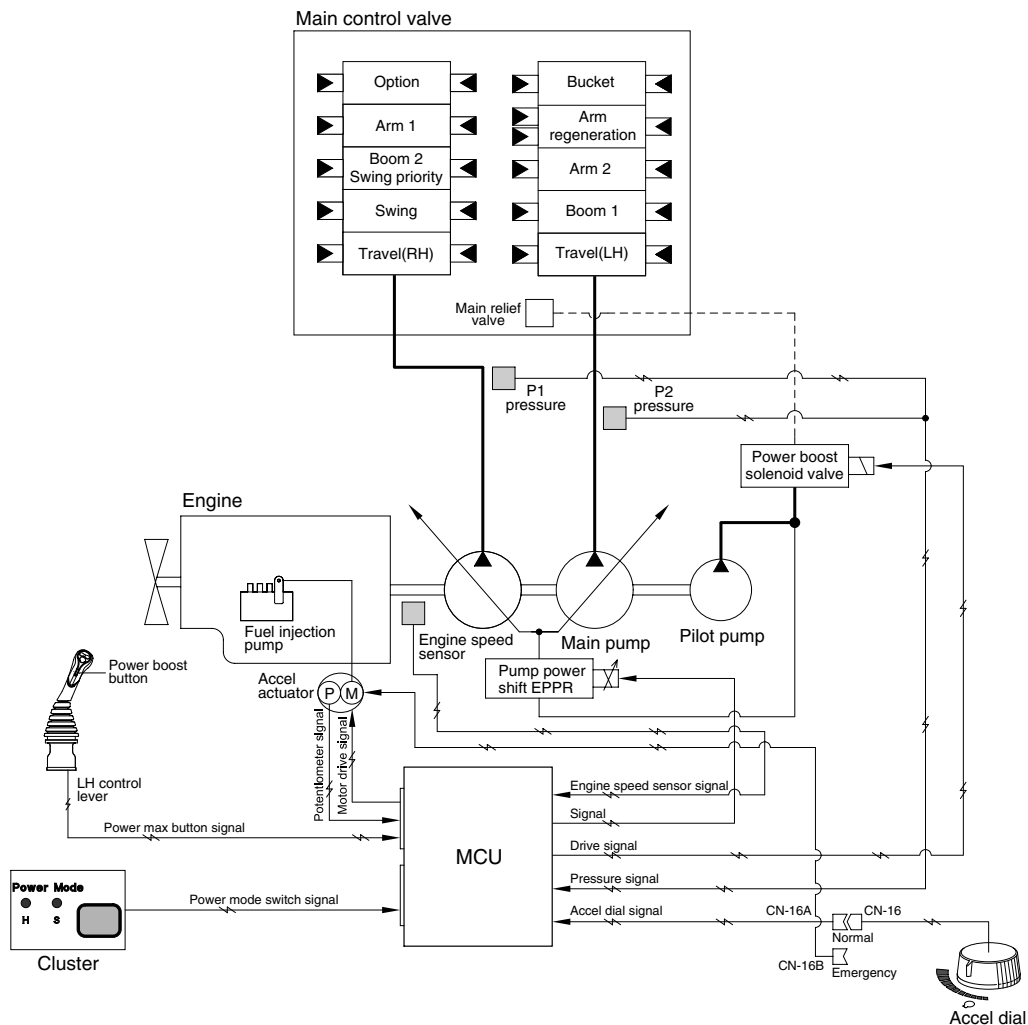 Main control valve
Option
Bucket
Arm 1
Arm
regeneration
Boom 2
Swing priority
Arm 2
Swing
Boom 1
Travel(RH)
Travel(LH)
Main relief
valve
P1
pressure
P2
pressure
Power boost
solenoid valve
Engine
Fuel injection
pump
Engine speed
sensor
Main pump
Pilot pump
Power boost
button
Accel
actuator
P
M
Pump power
shift EPPR
Potentiometer signal
Motor drive signal
LH control
lever
Engine speed sensor signal
Signal
Power max button signal
Drive signal
MCU
Pressure signal
Power Mode
H
S
Power mode switch signal
Accel dial signal
CN-16A
CN-16
Normal
CN-16B
Emergency
Cluster
Accel dial